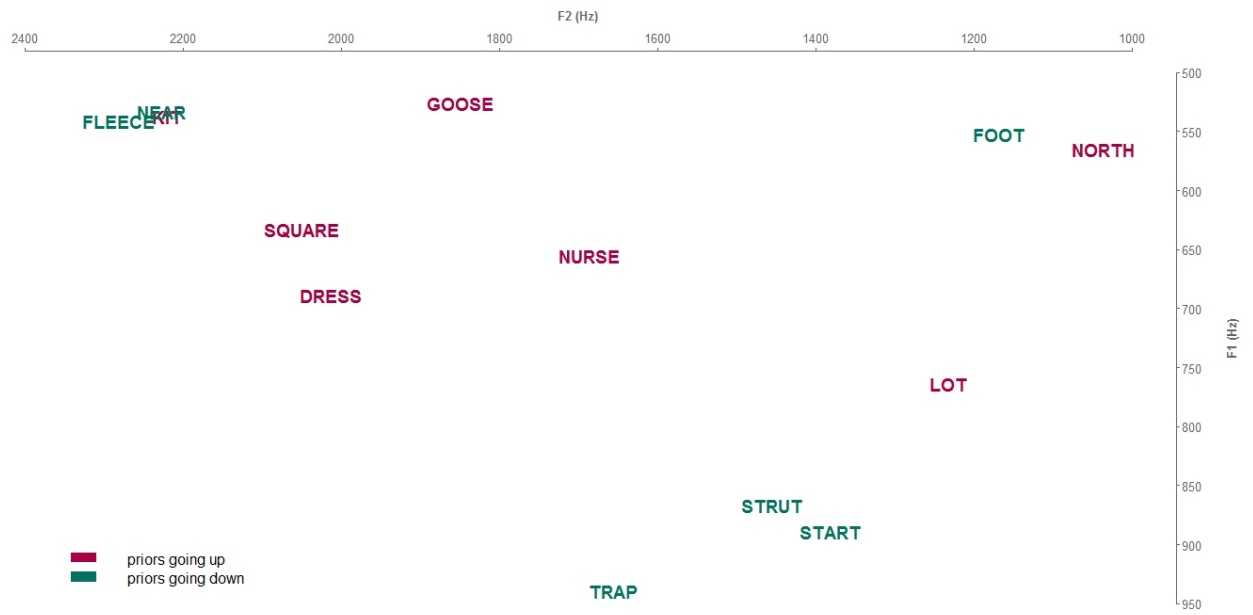 F2 (Hz)
2400 2200 2000 1800 1600 1400 1200 1000
500
GOOSE
NEAR
KIT
FLEECE
FOOT
550
NORTH
600
SQUARE
650
NURSE
DRESS
700
F1 (Hz)
750
LOT
800
850
STRUT
START
900
priors going up
priors going down
TRAP
950